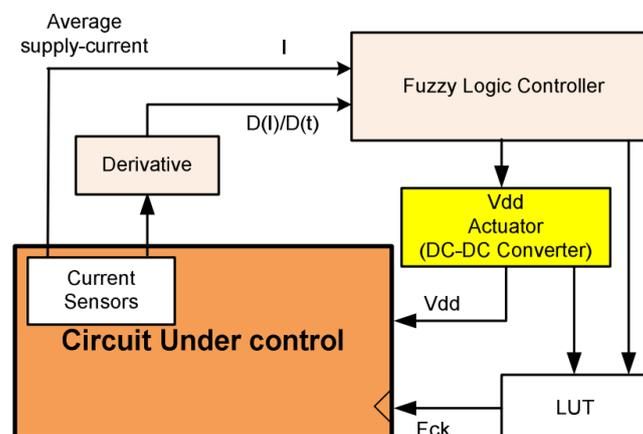 Average
supply-current
I
Fuzzy Logic Controller
D(I)/D(t)
Derivative
Vdd
Actuator
(DC-DC Converter)
Current
Sensors
Vdd
Circuit Under control
LUT
Fck